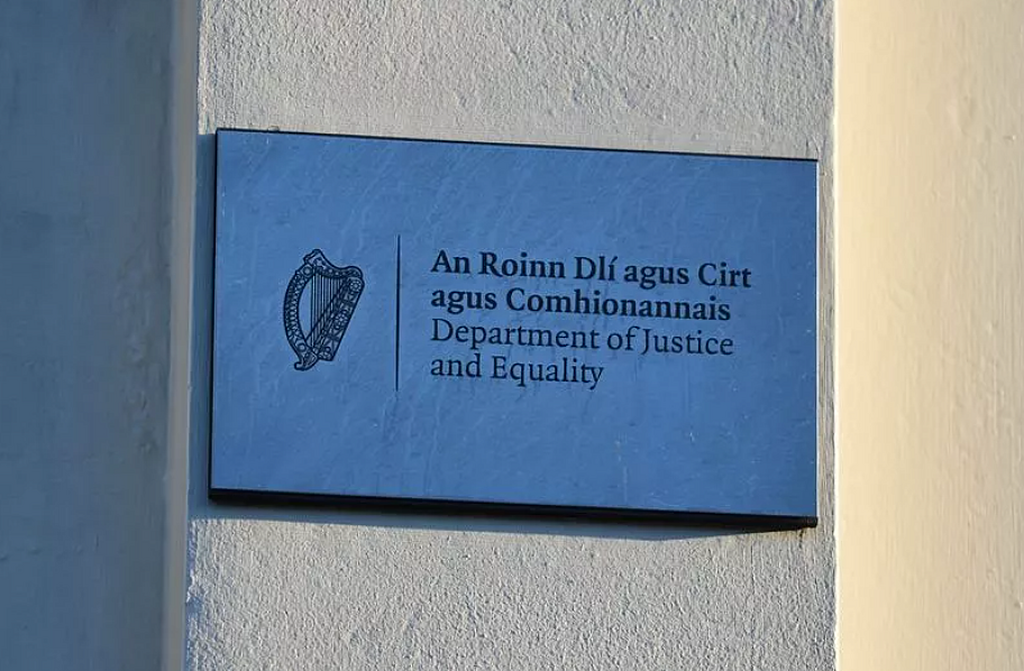 An Roinn Dlí agus Cirt
agus Comhionannais
Department of Justice
and Equality